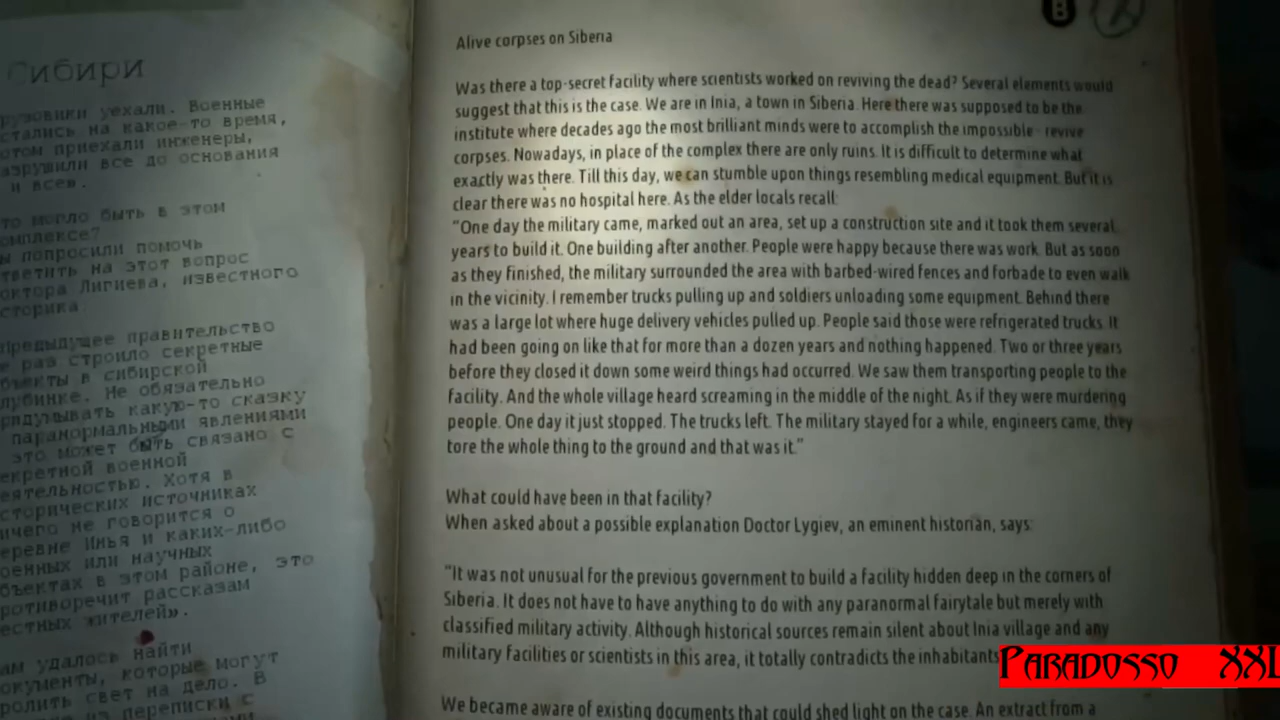 Сибири
рузовики уехали. Военные
стались на какое-то время,
отом приехали инженеры,
азрушили все до основания
и всев.
то могло быть в этом
омплексе?
ы попросили помочь
тветить на этот вопрос
октора Лигиева, известного
сторика.
предыдущее правительство
е раз строило секретные
бъекты в сибирской
лубинке. Не обязательно
ридумывать какую-то сказку
паранормальными явлениями
это может быть связано с
екретной военной
еятельностью. Хотя в
сторических источниках
ичего не говорится о
еревне Инья и каких-либо
оенных или научных
бъектах в этом районе, это
ротиворечит рассказам
естных жителей».
ам удалось найти
окументы, которые могут
ролить свет на дело. В
из переписки с
B
Alive corpses on Siberia
Was there a top-secret facility where scientists worked on reviving the dead? Several elements would
suggest that this is the case. We are in Inia, a town in Siberia. Here there was supposed to be the
institute where decades ago the most brilliant minds were to accomplish the impossible - revive
corpses. Nowadays, in place of the complex there are only ruins. It is difficult to determine what
exactly was there. Till this day, we can stumble upon things resembling medical equipment. But it is
clear there was no hospital here. As the elder locals recall:
"One day the military came, marked out an area, set up a construction site and it took them several
years to build it. One building after another. People were happy because there was work. But as soon
as they finished, the military surrounded the area with barbed-wired fences and forbade to even walk
in the vicinity. I remember trucks pulling up and soldiers unloading some equipment. Behind there
was a large lot where huge delivery vehicles pulled up. People said those were refrigerated trucks. It
had been going on like that for more than a dozen years and nothing happened. Two or three years
before they closed it down some weird things had occurred. We saw them transporting people to the
facility. And the whole village heard screaming in the middle of the night. As if they were murdering
people. One day it just stopped. The trucks left. The military stayed for a while, engineers came, they
tore the whole thing to the ground and that was it."
What could have been in that facility?
When asked about a possible explanation Doctor Lygiev, an eminent historian, says:
"It was not unusual for the previous government to build a facility hidden deep in the corners of
Siberia. It does not have to have anything to do with any paranormal fairytale but merely with
classified military activity. Although historical sources remain silent about Inia village and any
military facilities or scientists in this area, it totally contradicts the inhabitants
We became aware of existing documents that could shed light on the case. An extract from a
PARADOSSO XXL